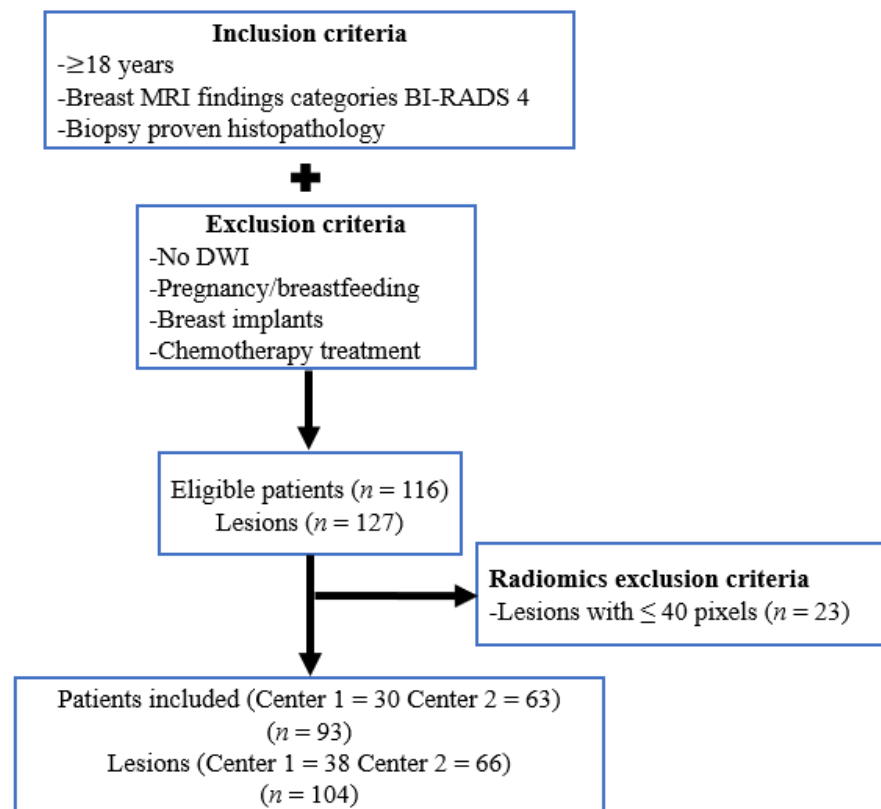 Inclusion criteria
-≥18 years
-Breast MRI findings categories BI-RADS 4
-Biopsy proven histopathology
Exclusion criteria
-No DWI
-Pregnancy/breastfeeding
-Breast implants
-Chemotherapy treatment
Eligible patients (n = 116)
Lesions (n = 127)
Radiomics exclusion criteria
-Lesions with ≤ 40 pixels (n = 23)
Patients included (Center 1 = 30 Center 2 = 63)
(n = 93)
Lesions (Center 1 = 38 Center 2 = 66)
(n = 104)